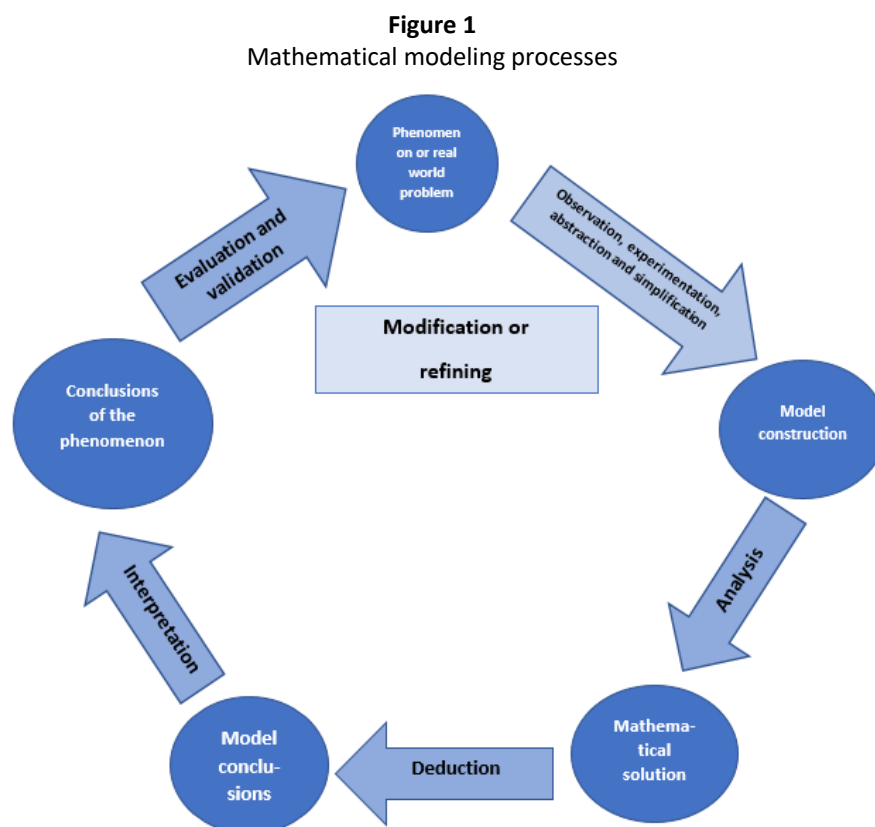 Figure 1
Mathematical modeling processes
Phenomen
on or real
world
problem
Observation, experimentation,
abstraction and simplification
Model
construction
Analysis
Mathema-
tical
solution
Deduction
Model
conclu-
sions
Interpretation
Conclusions
of the
phenomenon
Evaluation and
validation
Modification or
refining